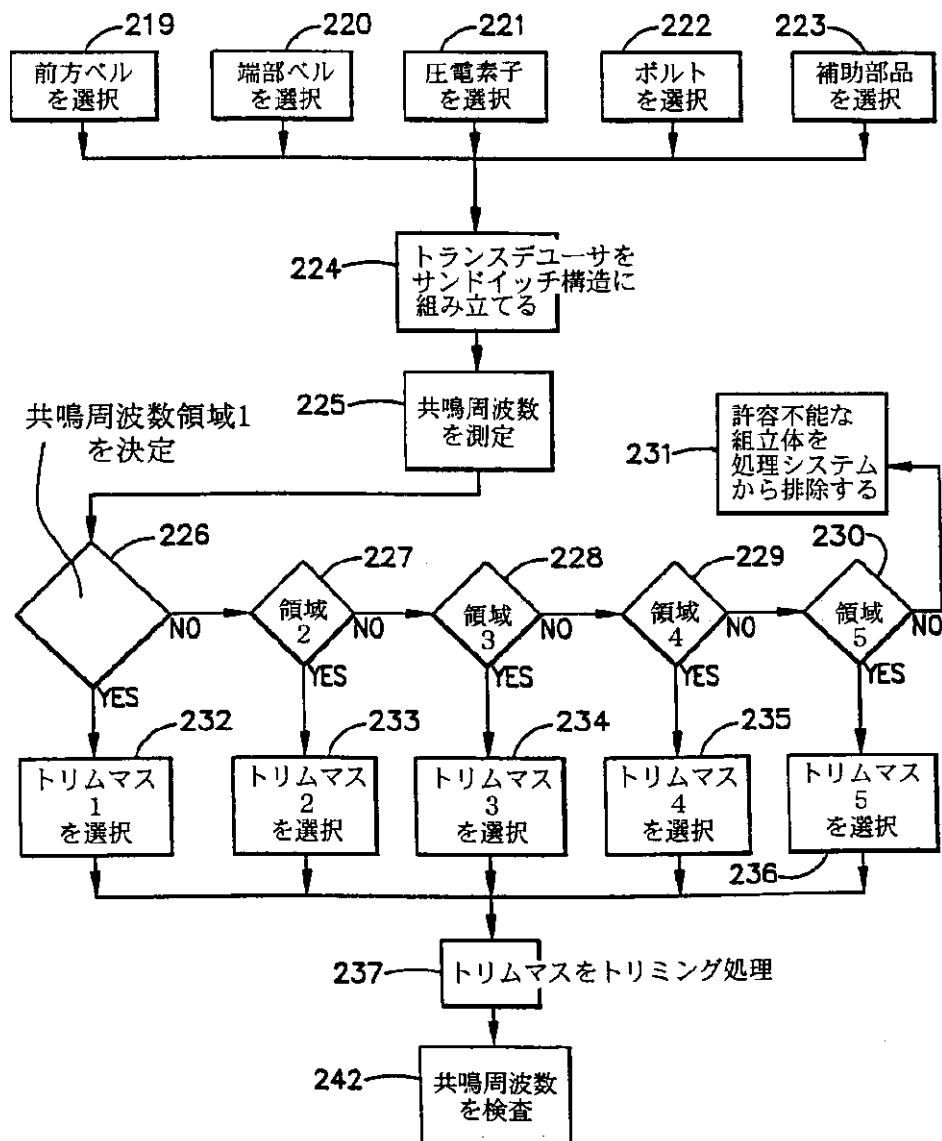 219
220
221
222
223
前方ベル
を選択
端部ベル
を選択
圧電素子
を選択
ボルト
を選択
補助部品
を選択
224
トランスデューサを
サンドイッチ構造に
組み立てる
225
共鳴周波数
を測定
共鳴周波数領域1
を決定
231
許容不能な
組立体を
処理システム
から排除する
226
227
228
229
230
NO
領域
2
NO
領域
3
NO
領域
4
NO
領域
5
NO
YES
YES
YES
YES
YES
232
233
234
235
トリムマス
1
を選択
トリムマス
2
を選択
トリムマス
3
を選択
トリムマス
4
を選択
トリムマス
5
を選択
236
237
トリムマスをトリミング処理
242
共鳴周波数
を検査